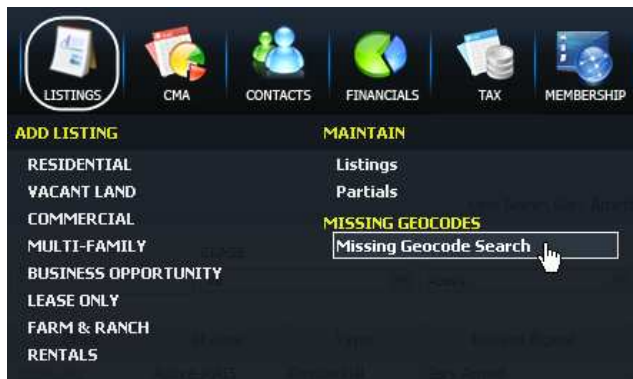 LISTINGS
CMA
CONTACTS
FINANCIALS
TAX
MEMBERSHIP
ADD LISTING
RESIDENTIAL
VACANT LAND
COMMERCIAL
MULTI-FAMILY
BUSINESS OPPORTUNITY
LEASE ONLY
FARM & RANCH
RENTALS
MAINTAIN
Listings
Partials
MISSING GEOCODES
Missing Geocode Search